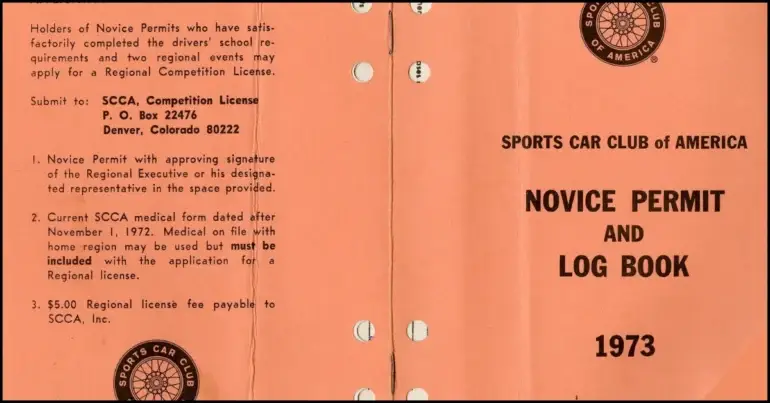 Holders of Novice Permits who have satis-
factorily completed the drivers' school re-
quirements and two regional events may
apply for a Regional Competition License.
Submit to: SCCA, Competition License
P. O. Box 22476
Denver, Colorado 80222
1. Novice Permit with approving signature
of the Regional Executive or his designa-
ted representative in the space provided.
2. Current SCCA medical form dated after
November 1, 1972. Medical on file with
home region may be used but must be
included with the application for a
Regional license.
3. $5.00 Regional license fee payable to
SCCA, Inc.
SPORTS CAR CLUB
SPORTS CAR CLUB
OF AMERICA
®
SPORTS CAR CLUB of AMERICA
NOVICE PERMIT
AND
LOG BOOK
1973